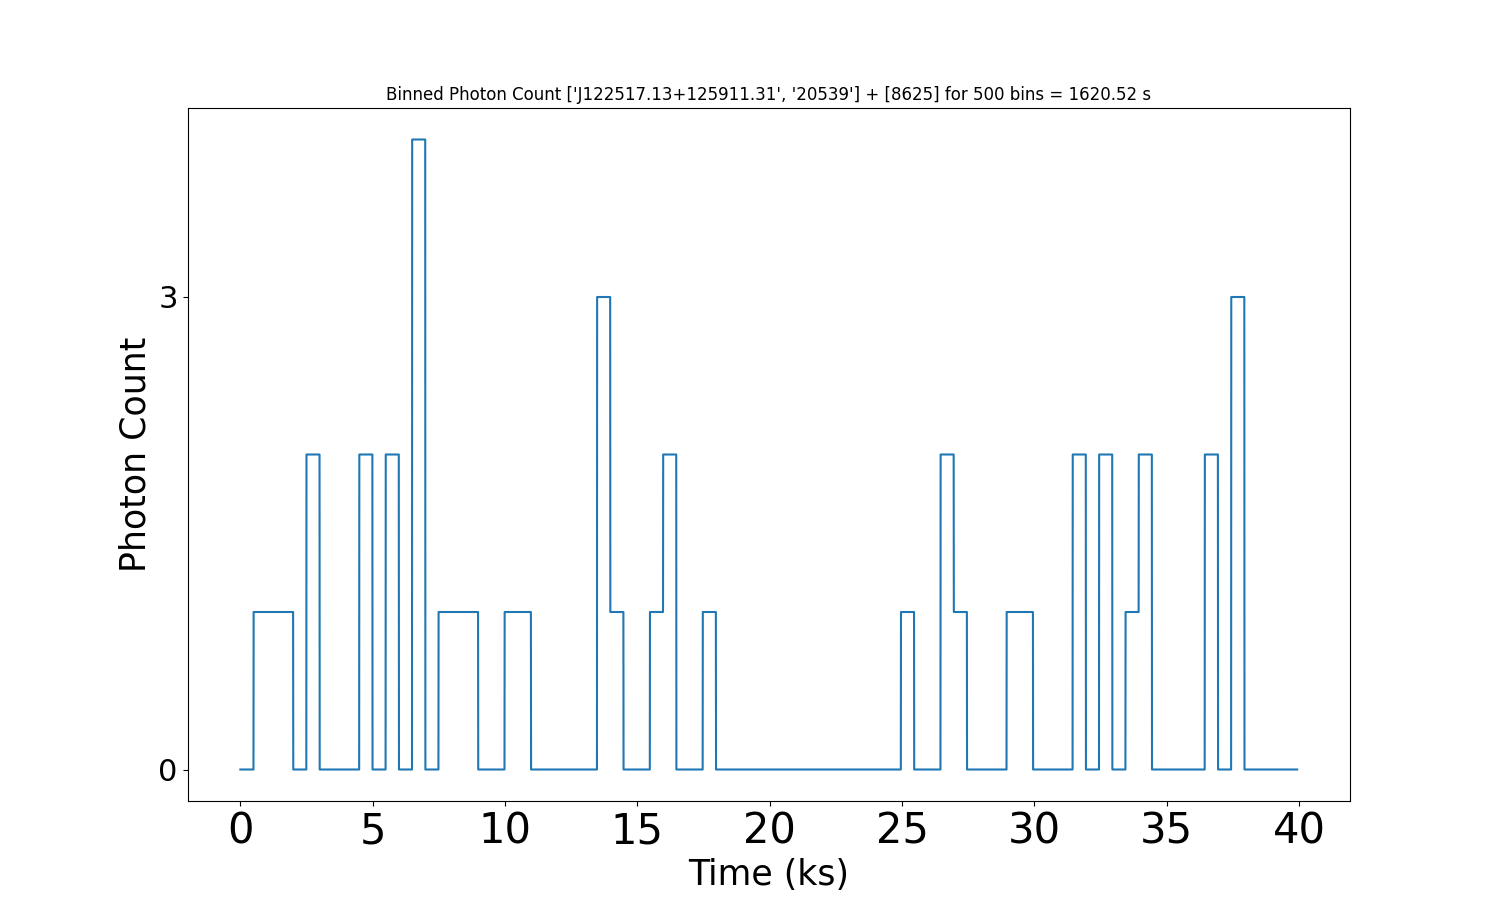 Binned Photon Count ['J122517.13+125911.31', '20539'] + [8625] for 500 bins = 1620.52 s
3
0
Photon Count
0 5 10 15 20 25 30 35 40
Time (ks)